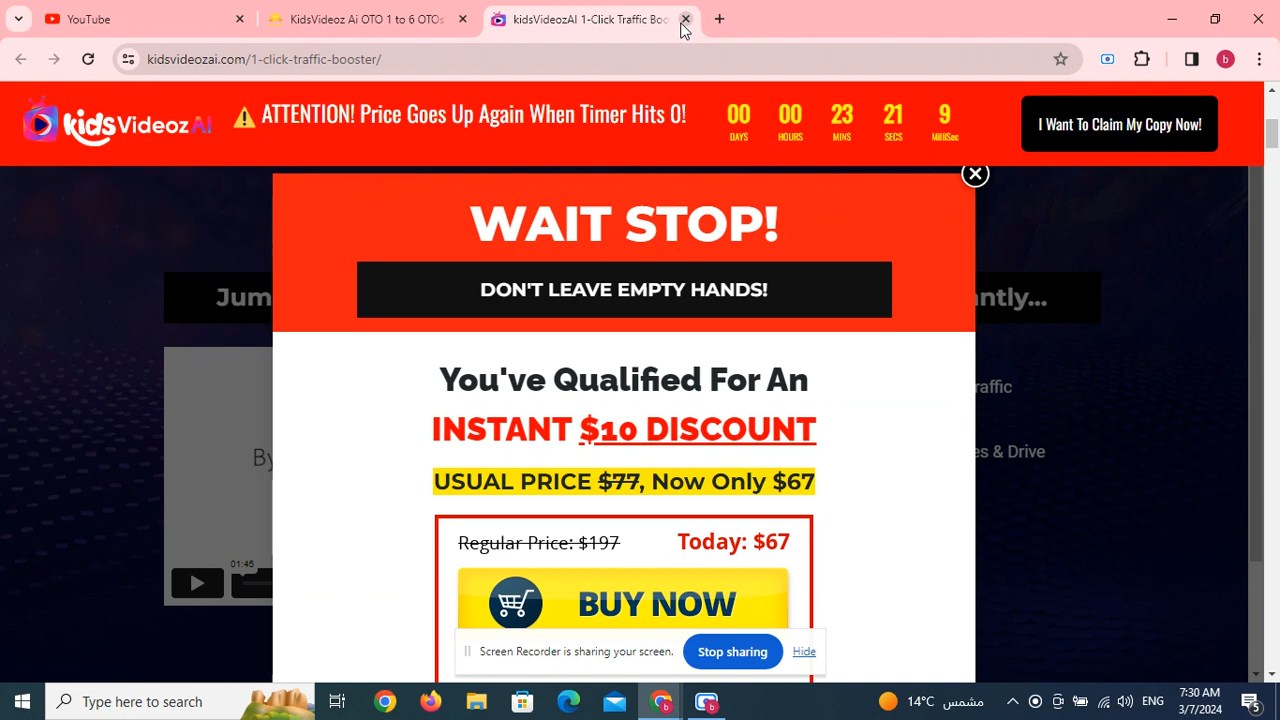 YouTube
KidsVideoz Ai OTO 1 to 6 OTOs
kidsVideozAI 1-Click Traffic Boo
kidsvideozai.com/1-click-traffic-booster/
b
kidsVideozAI
ATTENTION! Price Goes Up Again When Timer Hits 0!
00 00 23 21 9
DAYS HOURS MINS SECS MilliSec
I Want To Claim My Copy Now!
WAIT STOP!
DON'T LEAVE EMPTY HANDS!
Jum
antly...
You've Qualified For An
affic
INSTANT $10 DISCOUNT
es & Drive
By
USUAL PRICE $77, Now Only $67
Regular Price: $197 Today: $67
01:45
BUY NOW
Screen Recorder is sharing your screen. Stop sharing Hide
Type here to search
14°C مشمس
ENG
7:30 AM
3/7/2024
5